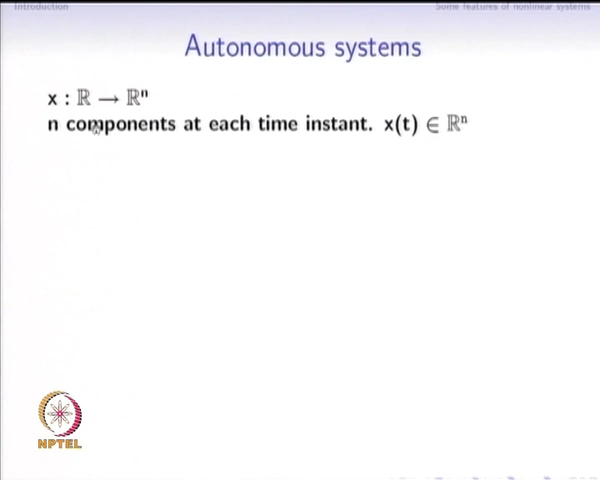 Introduction
Some features of nonlinear systems
Autonomous systems
x : ℝ → ℝⁿ
n components at each time instant. x(t) ∈ ℝⁿ
NPTEL